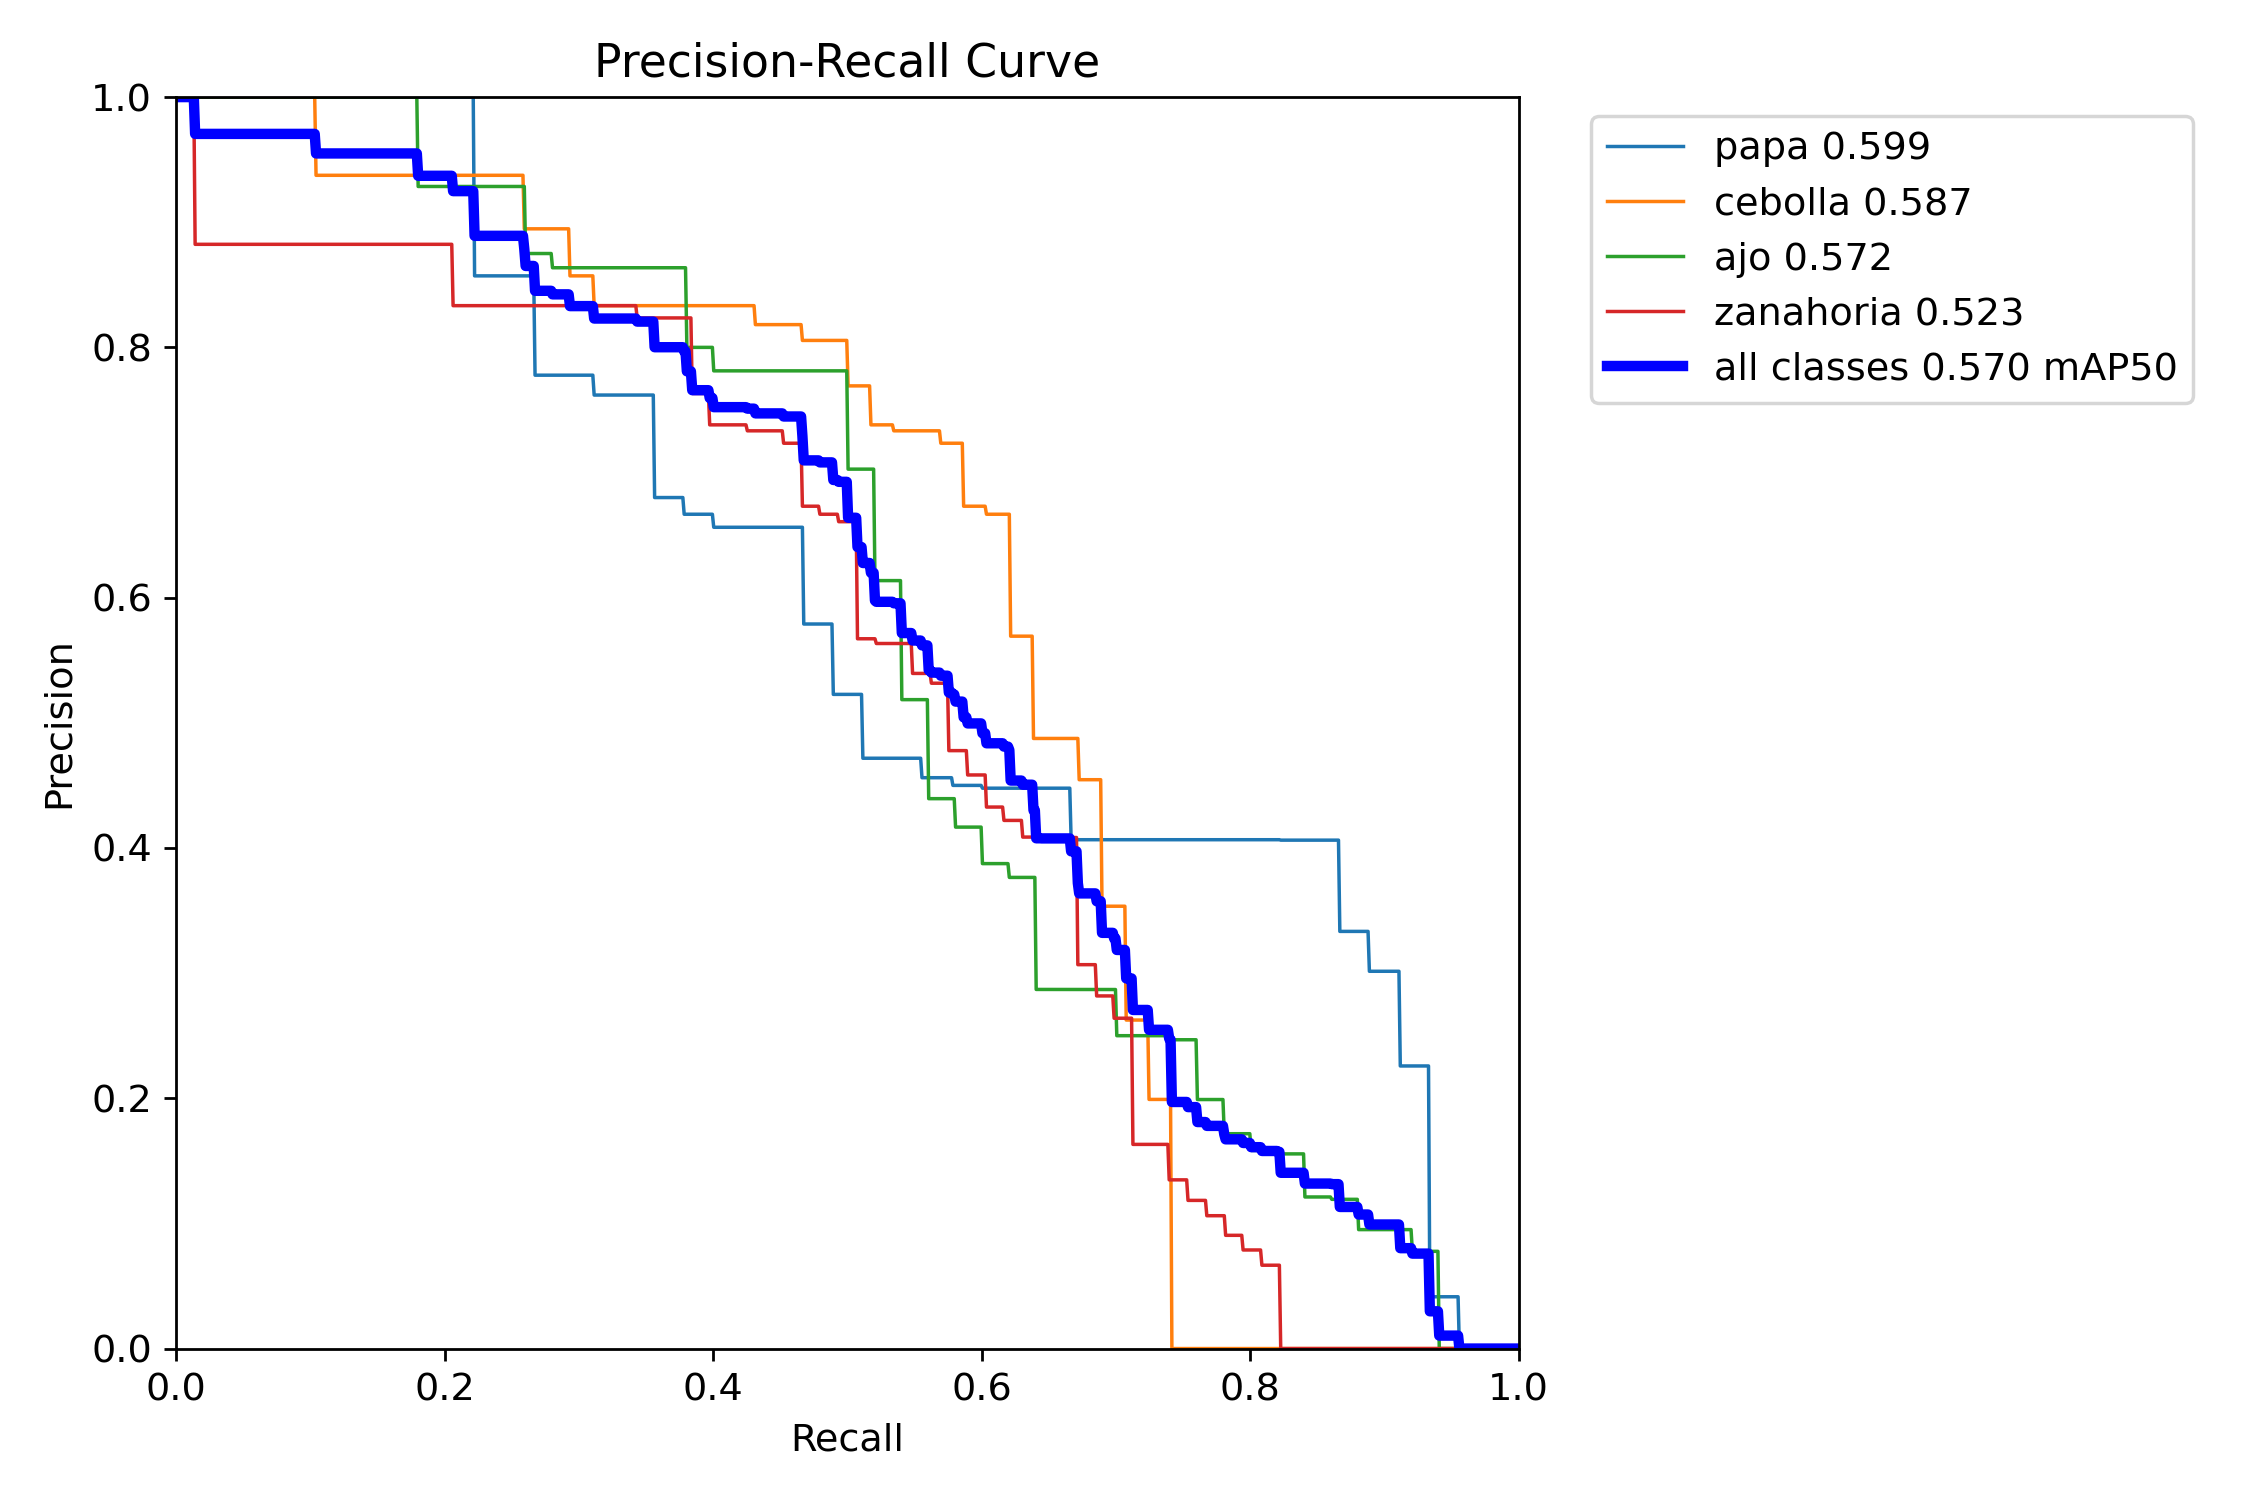 Precision-Recall Curve
1.0
0.8
0.6
0.4
0.2
0.0
Precision
0.0 0.2 0.4 0.6 0.8 1.0
Recall
papa 0.599
cebolla 0.587
ajo 0.572
zanahoria 0.523
all classes 0.570 mAP50